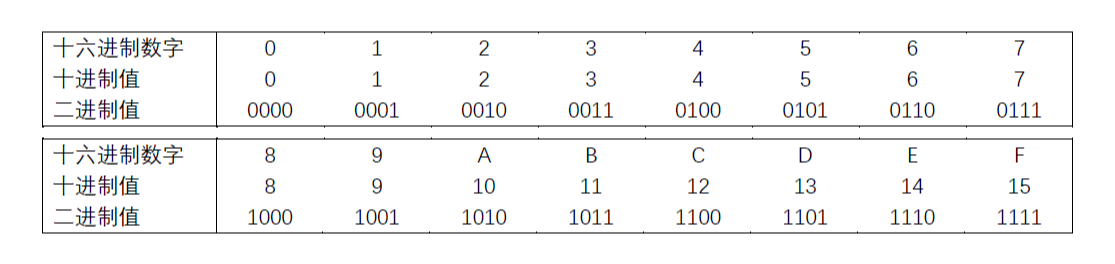 十六进制数字 0 1 2 3 4 5 6 7
十进制值 0 1 2 3 4 5 6 7
二进制值 0000 0001 0010 0011 0100 0101 0110 0111
十六进制数字 8 9 A B C D E F
十进制值 8 9 10 11 12 13 14 15
二进制值 1000 1001 1010 1011 1100 1101 1110 1111